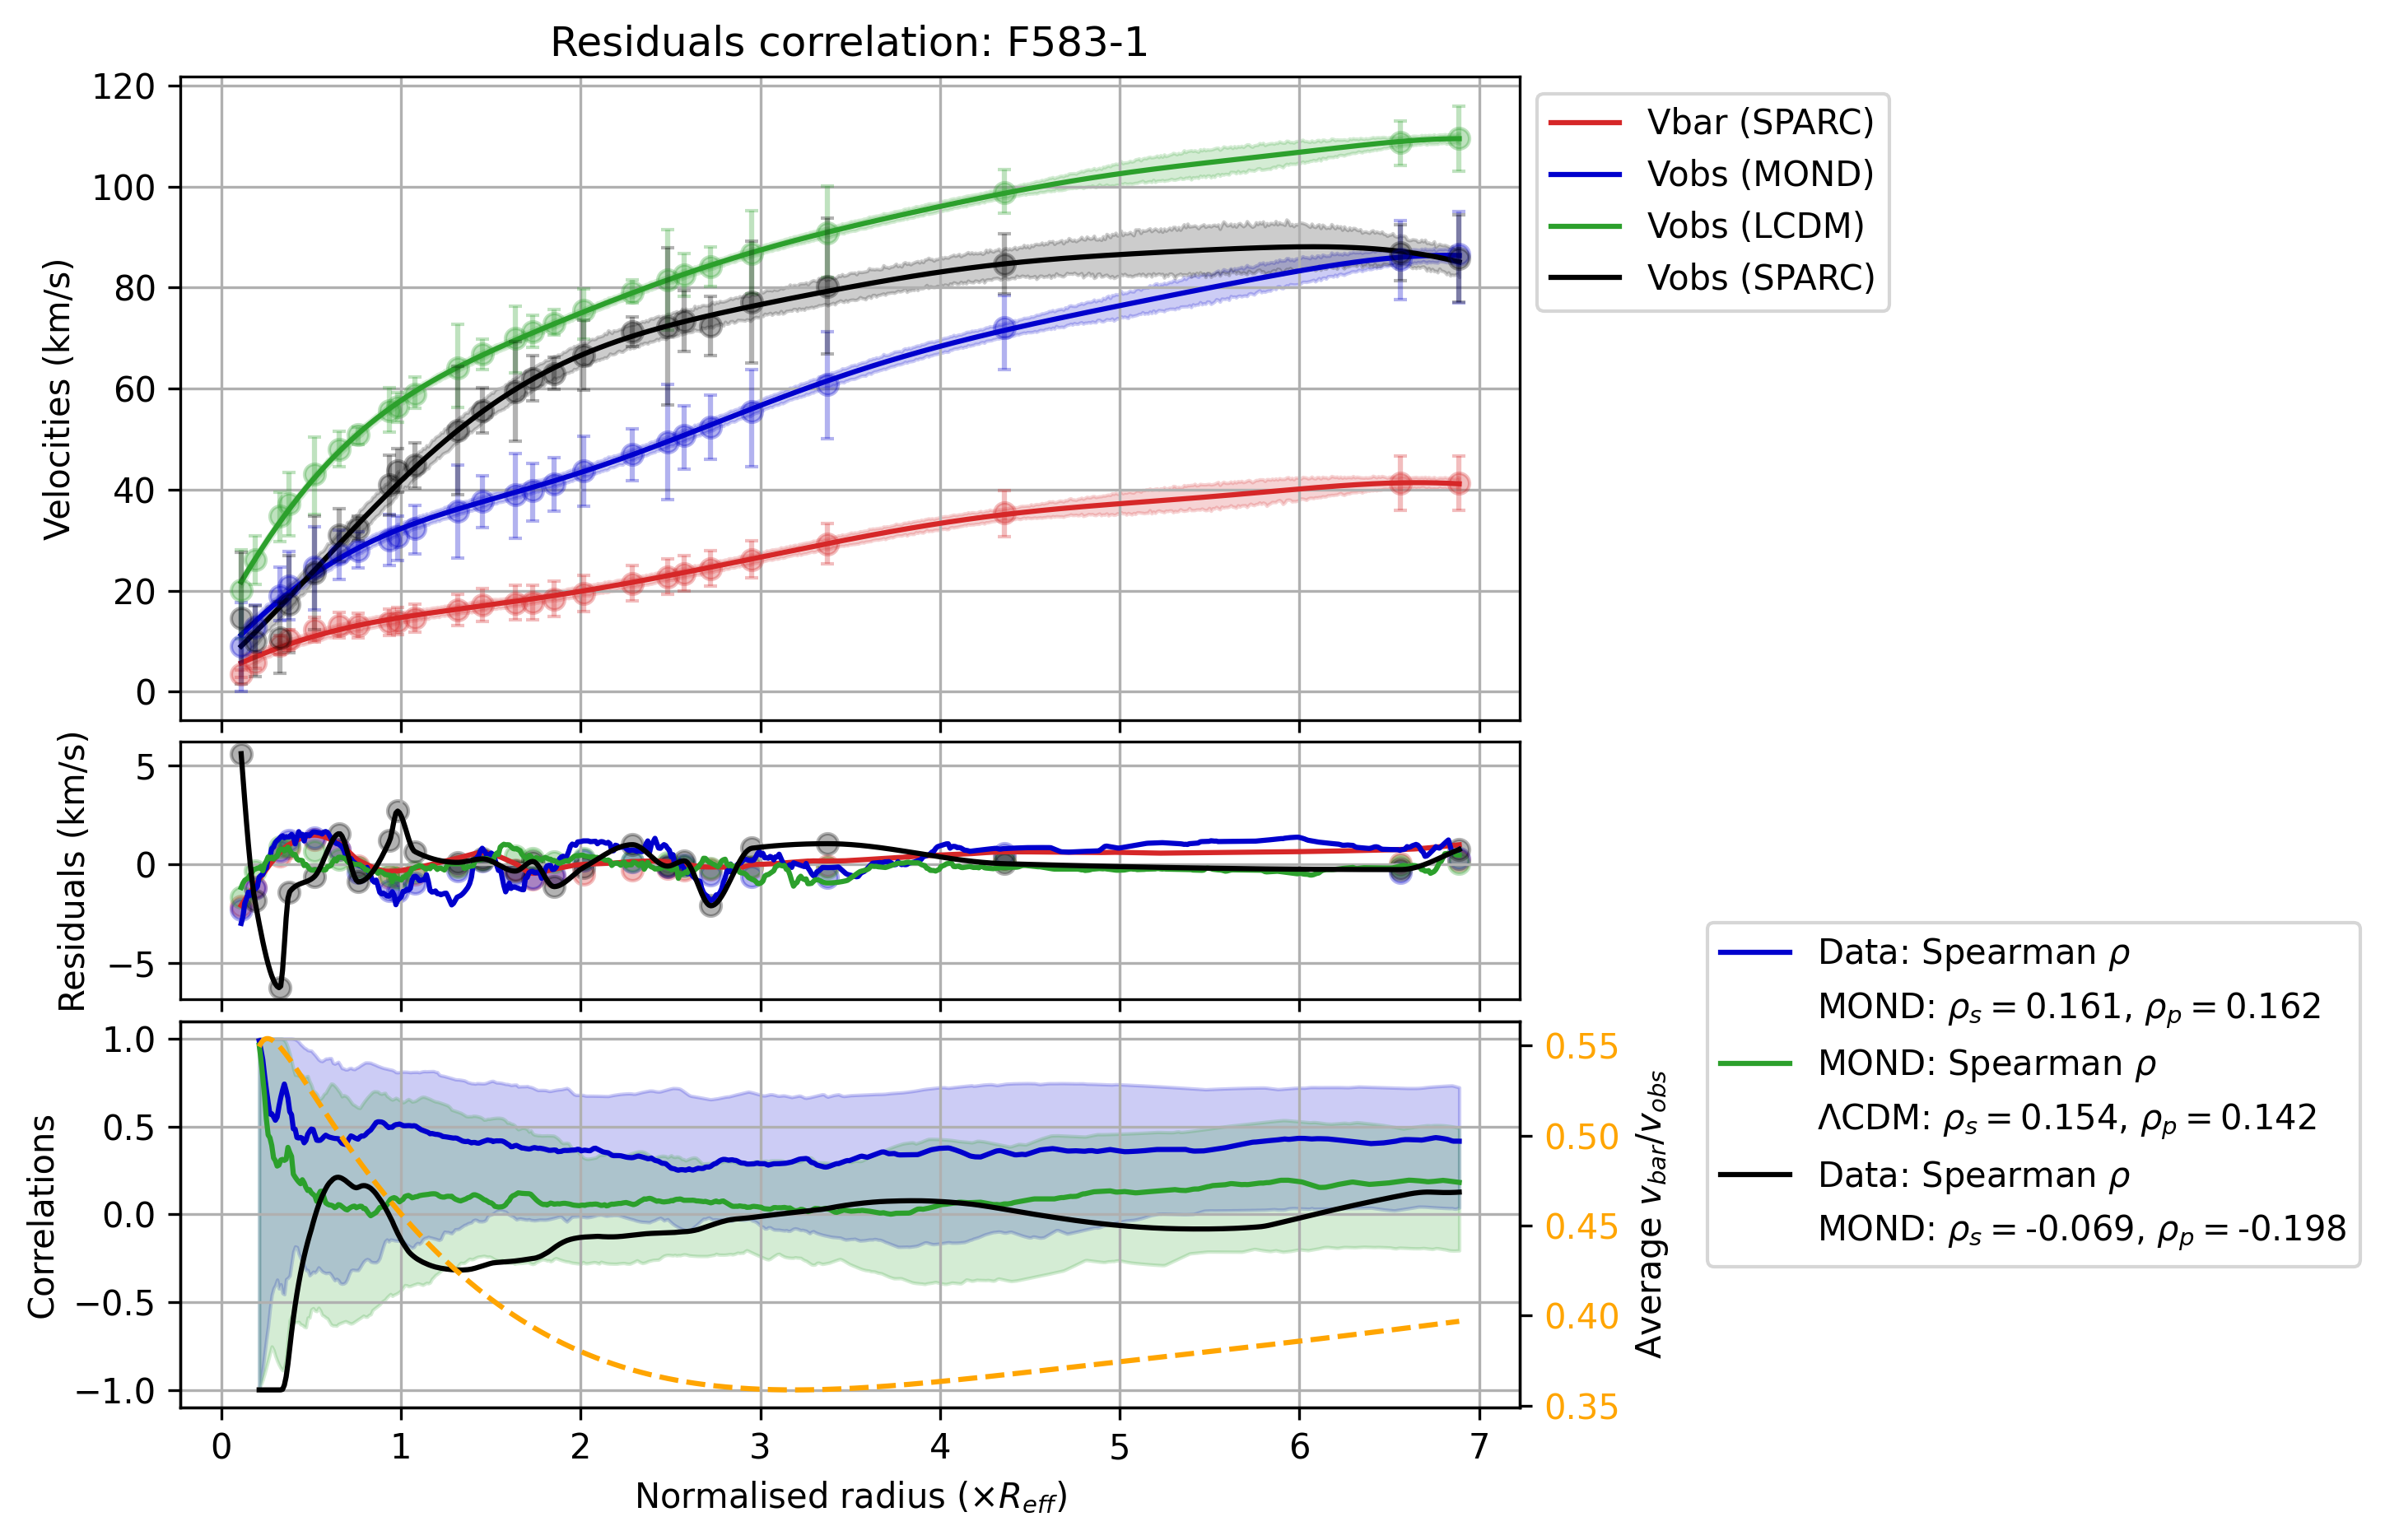 Residuals correlation: F583-1
120
100
80
60
40
20
0
Velocities (km/s)
Vbar (SPARC)
Vobs (MOND)
Vobs (LCDM)
Vobs (SPARC)
5
0
−5
Residuals (km/s)
1.0
0.5
0.0
−0.5
−1.0
Correlations
0.55
0.50
0.45
0.40
0.35
Average v_bar/v_obs
Data: Spearman ρ
MOND: ρ_s = 0.161, ρ_p = 0.162
MOND: Spearman ρ
ΛCDM: ρ_s = 0.154, ρ_p = 0.142
Data: Spearman ρ
MOND: ρ_s = -0.069, ρ_p = -0.198
0 1 2 3 4 5 6 7
Normalised radius (×R_eff)